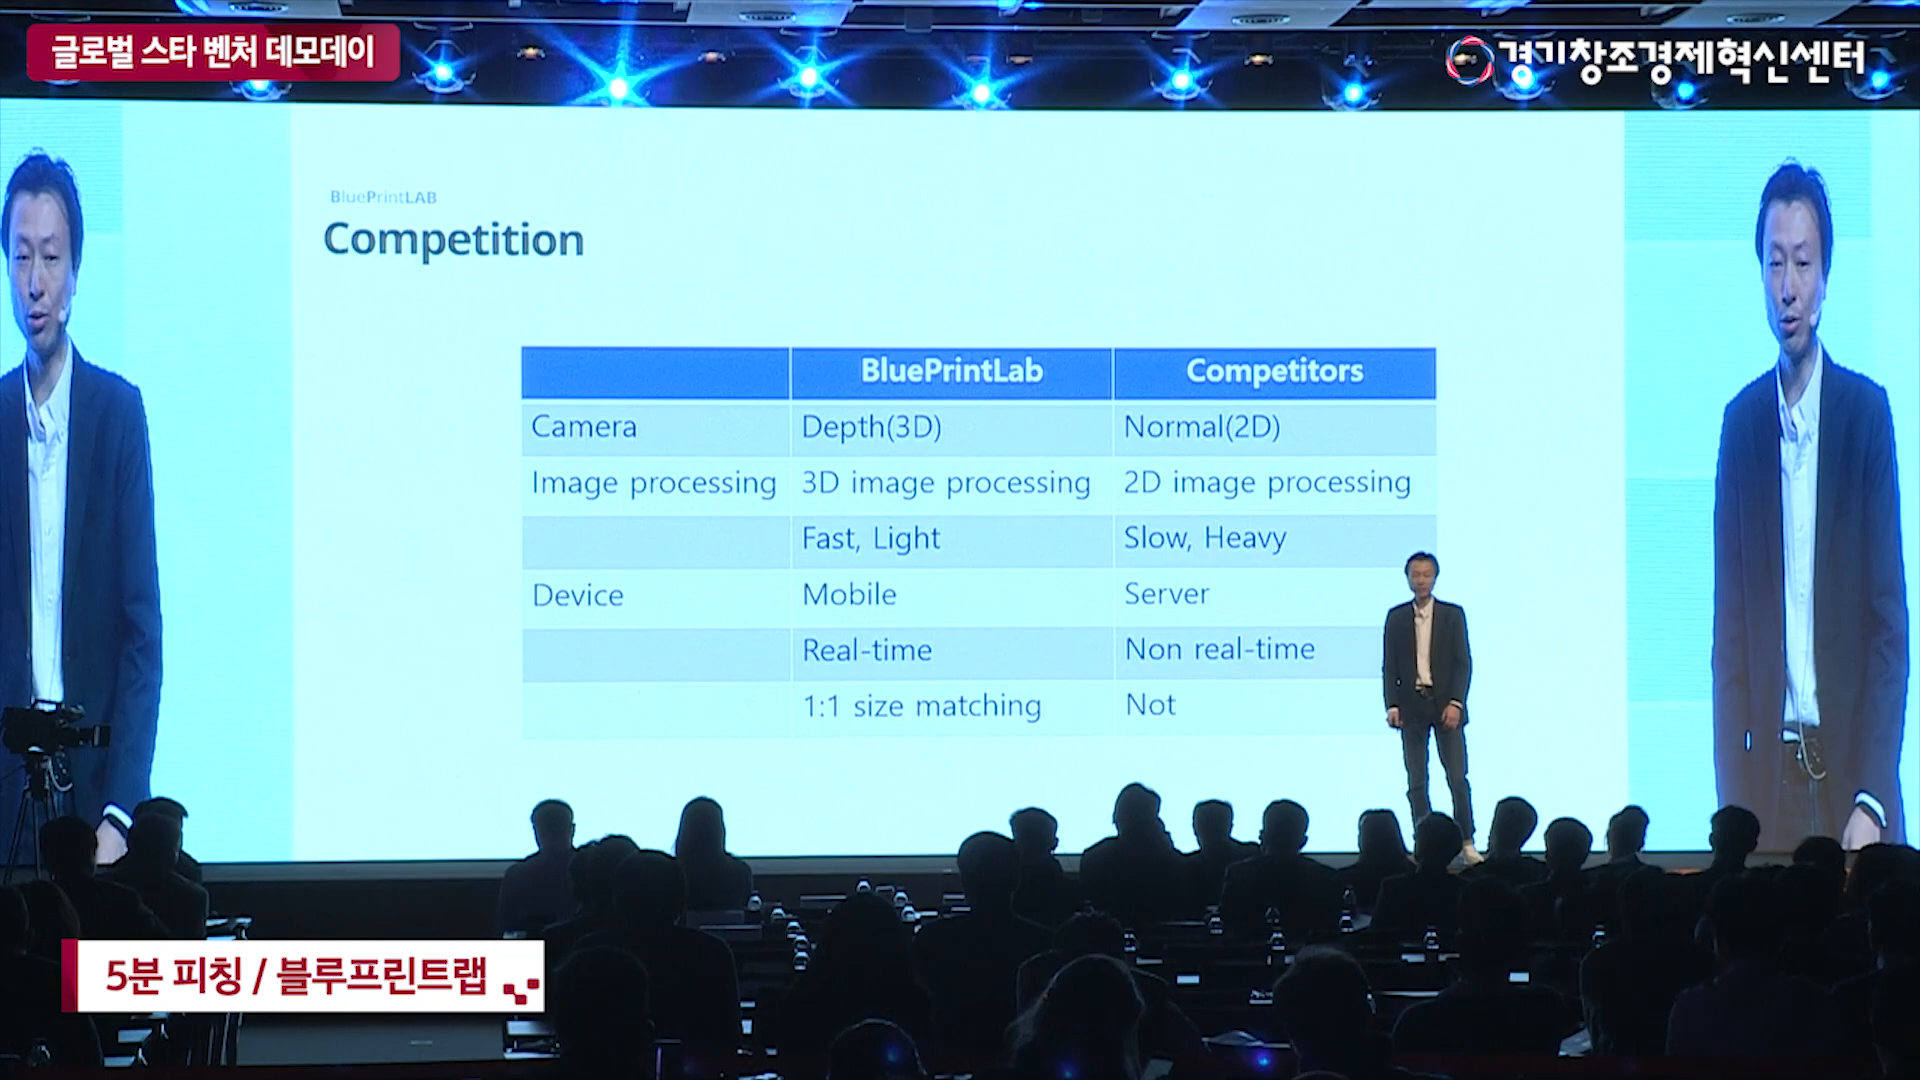 글로벌 스타 벤처 데모데이
경기창조경제혁신센터
BluePrintLAB
Competition
BluePrintLab Competitors
Camera Depth(3D) Normal(2D)
Image processing 3D image processing 2D image processing
Fast, Light Slow, Heavy
Device Mobile Server
Real-time Non real-time
1:1 size matching Not
5분 피칭 / 블루프린트랩